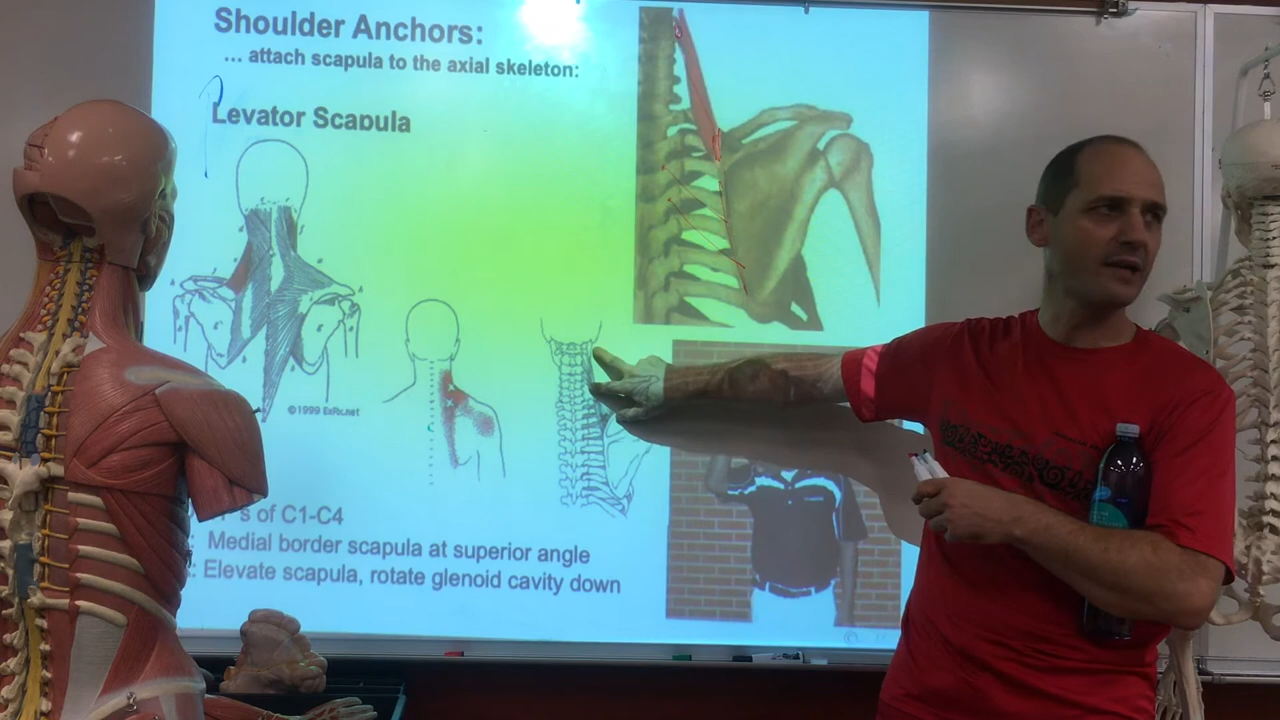 Shoulder Anchors:
... attach scapula to the axial skeleton:
Levator Scapula
©1999 ExRx.net
s of C1-C4
: Medial border scapula at superior angle
: Elevate scapula, rotate glenoid cavity down